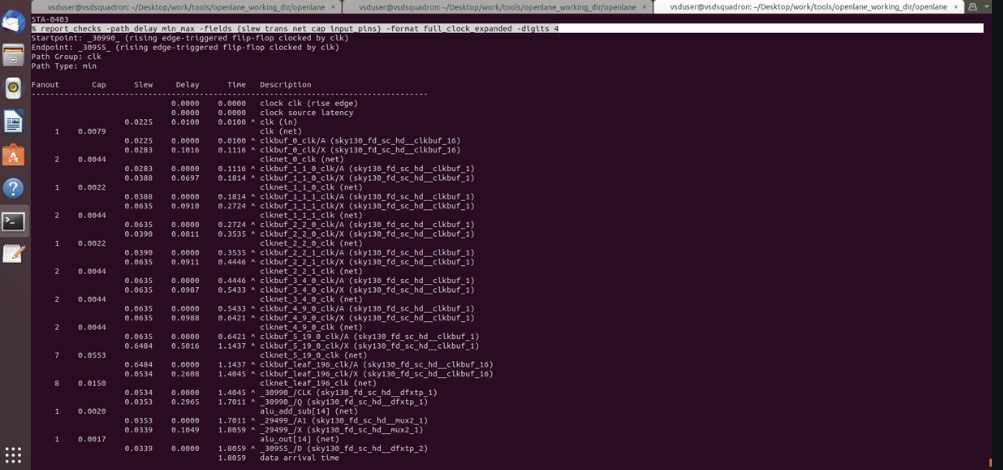 vsduser@vsdsquadron: ~/Desktop/work/tools/openlane_working_dir/openlane × vsduser@vsdsquadron: ~/Desktop/work/tools/openlane_working_dir/openlane × vsduser@vsdsquadron: ~/Desktop/work/tools/openlane_working_dir/openlane ×
STA-0403
% report_checks -path_delay min_max -fields {slew trans net cap input_pins} -format full_clock_expanded -digits 4
Startpoint: _30990_ (rising edge-triggered flip-flop clocked by clk)
Endpoint: _30955_ (rising edge-triggered flip-flop clocked by clk)
Path Group: clk
Path Type: min
Fanout Cap Slew Delay Time Description
-----------------------------------------------------------------------------
0.0000 0.0000 clock clk (rise edge)
0.0000 0.0000 clock source latency
0.0225 0.0100 0.0100 ^ clk (in)
1 0.0079 clk (net)
0.0225 0.0000 0.0100 ^ clkbuf_0_clk/A (sky130_fd_sc_hd__clkbuf_16)
0.0283 0.1016 0.1116 ^ clkbuf_0_clk/X (sky130_fd_sc_hd__clkbuf_16)
2 0.0044 clknet_0_clk (net)
0.0283 0.0000 0.1116 ^ clkbuf_1_1_0_clk/A (sky130_fd_sc_hd__clkbuf_1)
0.0388 0.0697 0.1814 ^ clkbuf_1_1_0_clk/X (sky130_fd_sc_hd__clkbuf_1)
1 0.0022 clknet_1_1_0_clk (net)
0.0388 0.0000 0.1814 ^ clkbuf_1_1_1_clk/A (sky130_fd_sc_hd__clkbuf_1)
0.0635 0.0910 0.2724 ^ clkbuf_1_1_1_clk/X (sky130_fd_sc_hd__clkbuf_1)
2 0.0044 clknet_1_1_1_clk (net)
0.0635 0.0000 0.2724 ^ clkbuf_2_2_0_clk/A (sky130_fd_sc_hd__clkbuf_1)
0.0390 0.0811 0.3535 ^ clkbuf_2_2_0_clk/X (sky130_fd_sc_hd__clkbuf_1)
1 0.0022 clknet_2_2_0_clk (net)
0.0390 0.0000 0.3535 ^ clkbuf_2_2_1_clk/A (sky130_fd_sc_hd__clkbuf_1)
0.0635 0.0911 0.4446 ^ clkbuf_2_2_1_clk/X (sky130_fd_sc_hd__clkbuf_1)
2 0.0044 clknet_2_2_1_clk (net)
0.0635 0.0000 0.4446 ^ clkbuf_3_4_0_clk/A (sky130_fd_sc_hd__clkbuf_1)
0.0635 0.0987 0.5433 ^ clkbuf_3_4_0_clk/X (sky130_fd_sc_hd__clkbuf_1)
2 0.0044 clknet_3_4_0_clk (net)
0.0635 0.0000 0.5433 ^ clkbuf_4_9_0_clk/A (sky130_fd_sc_hd__clkbuf_1)
0.0635 0.0988 0.6421 ^ clkbuf_4_9_0_clk/X (sky130_fd_sc_hd__clkbuf_1)
2 0.0044 clknet_4_9_0_clk (net)
0.0635 0.0000 0.6421 ^ clkbuf_5_19_0_clk/A (sky130_fd_sc_hd__clkbuf_1)
0.6484 0.5016 1.1437 ^ clkbuf_5_19_0_clk/X (sky130_fd_sc_hd__clkbuf_1)
7 0.0553 clknet_5_19_0_clk (net)
0.6484 0.0000 1.1437 ^ clkbuf_leaf_196_clk/A (sky130_fd_sc_hd__clkbuf_16)
0.0534 0.2608 1.4045 ^ clkbuf_leaf_196_clk/X (sky130_fd_sc_hd__clkbuf_16)
8 0.0150 clknet_leaf_196_clk (net)
0.0534 0.0000 1.4045 ^ _30990_/CLK (sky130_fd_sc_hd__dfxtp_1)
0.0353 0.2965 1.7011 ^ _30990_/Q (sky130_fd_sc_hd__dfxtp_1)
1 0.0020 alu_add_sub[14] (net)
0.0353 0.0000 1.7011 ^ _29499_/A1 (sky130_fd_sc_hd__mux2_1)
0.0339 0.1049 1.8059 ^ _29499_/X (sky130_fd_sc_hd__mux2_1)
1 0.0017 alu_out[14] (net)
0.0339 0.0000 1.8059 ^ _30955_/D (sky130_fd_sc_hd__dfxtp_2)
1.8059 data arrival time